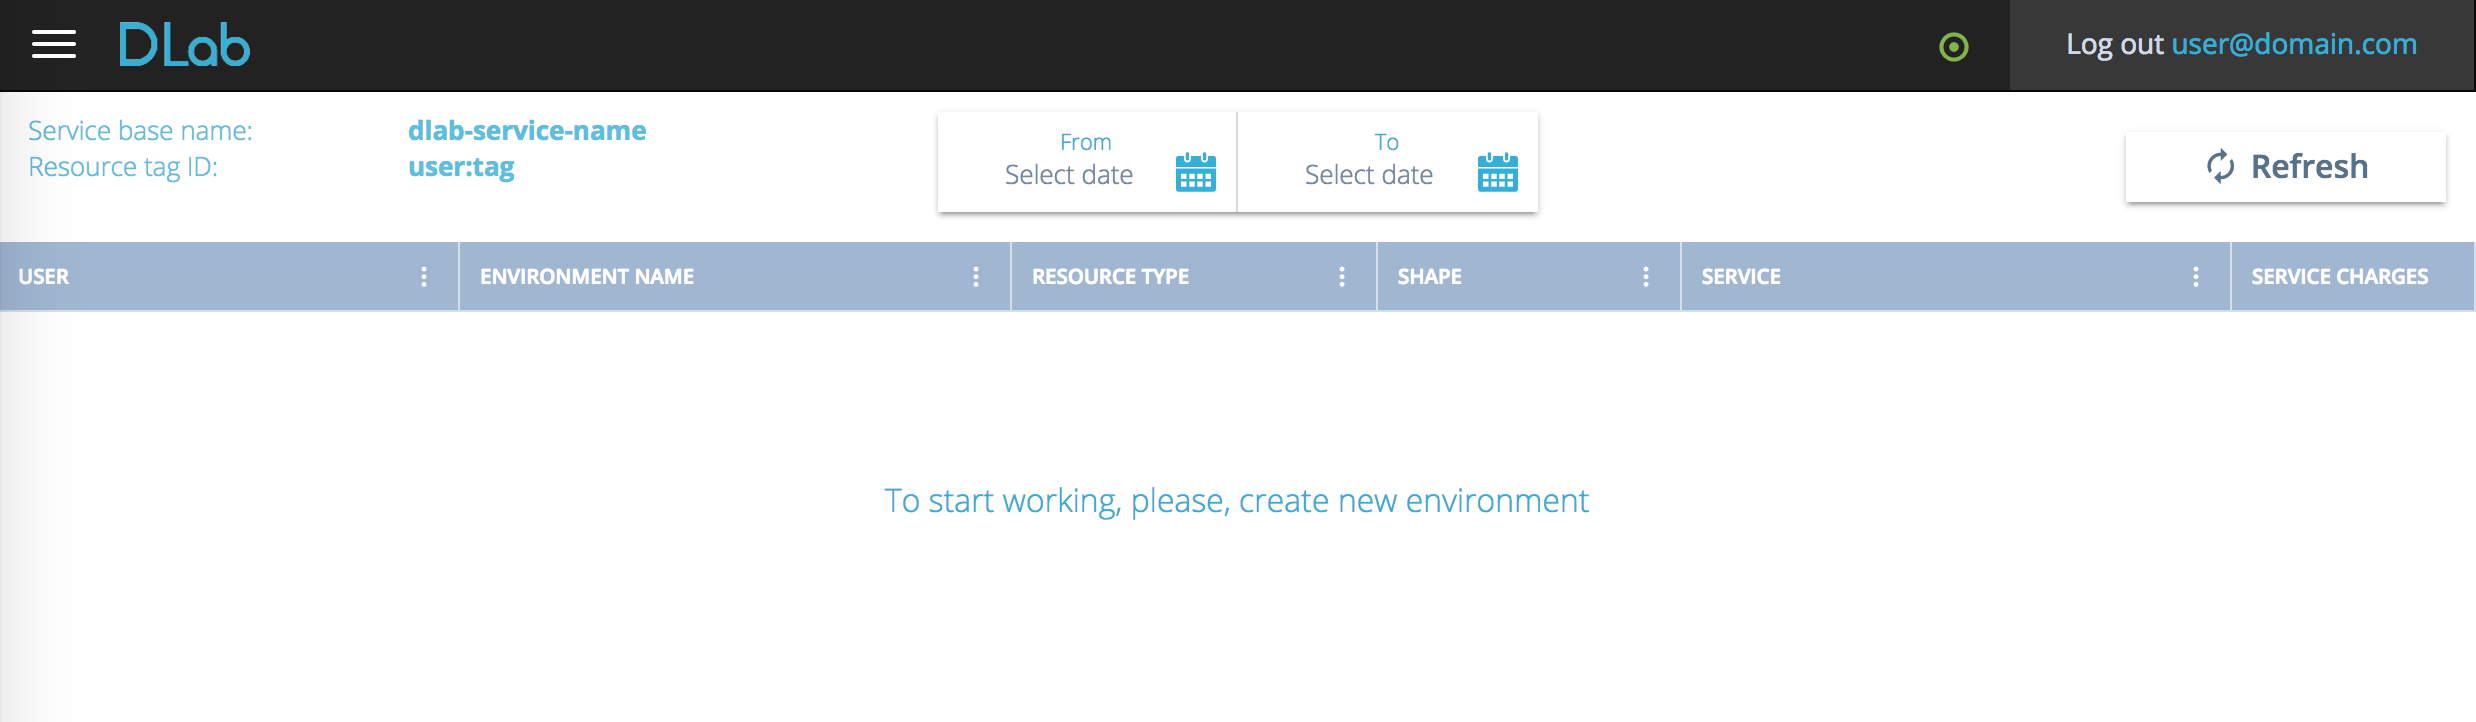 DLab
Log out user@domain.com
Service base name: dlab-service-name
Resource tag ID: user:tag
From
Select date
To
Select date
Refresh
USER ENVIRONMENT NAME RESOURCE TYPE SHAPE SERVICE SERVICE CHARGES
To start working, please, create new environment